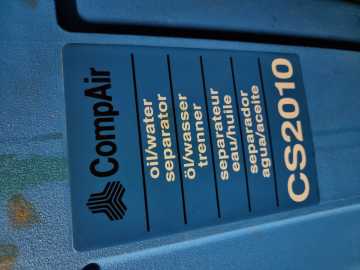 CompAir
oil/water
separator
öl/wasser
trenner
separateur
eau/huile
separador
agua/aceite
CS2010